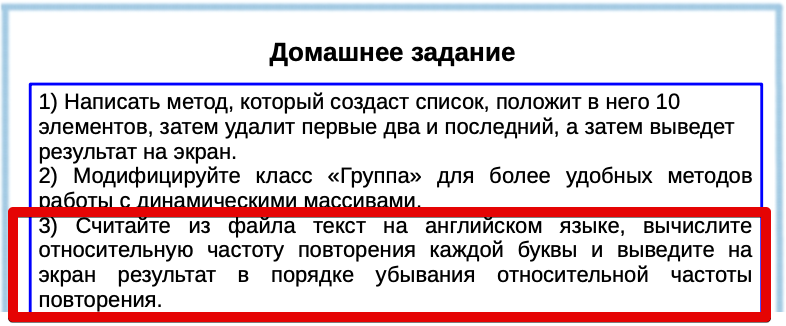 Домашнее задание
1) Написать метод, который создаст список, положит в него 10
элементов, затем удалит первые два и последний, а затем выведет
результат на экран.
2) Модифицируйте класс «Группа» для более удобных методов
работы с динамическими массивами.
3) Считайте из файла текст на английском языке, вычислите
относительную частоту повторения каждой буквы и выведите на
экран результат в порядке убывания относительной частоты
повторения.